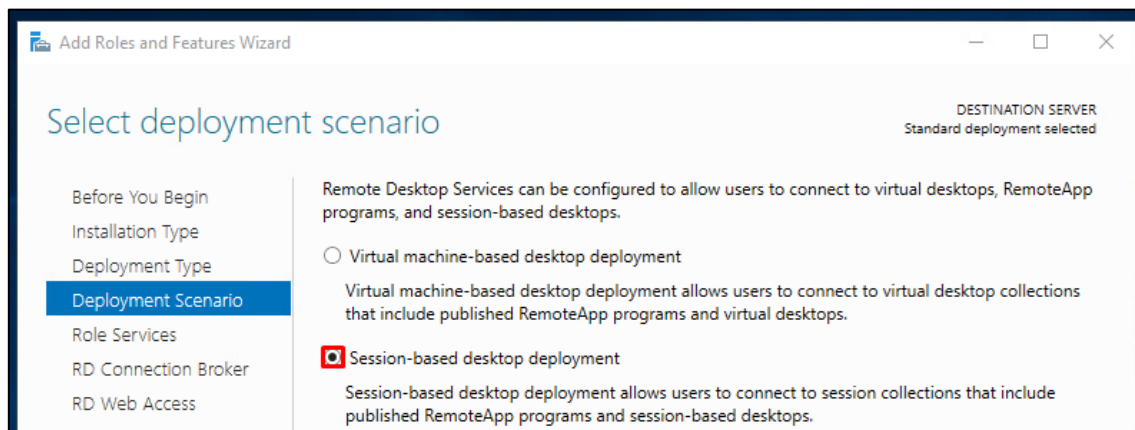 Add Roles and Features Wizard
Select deployment scenario
DESTINATION SERVER
Standard deployment selected
Before You Begin
Installation Type
Deployment Type
Deployment Scenario
Role Services
RD Connection Broker
RD Web Access
Remote Desktop Services can be configured to allow users to connect to virtual desktops, RemoteApp
programs, and session-based desktops.
Virtual machine-based desktop deployment
Virtual machine-based desktop deployment allows users to connect to virtual desktop collections
that include published RemoteApp programs and virtual desktops.
Session-based desktop deployment
Session-based desktop deployment allows users to connect to session collections that include
published RemoteApp programs and session-based desktops.